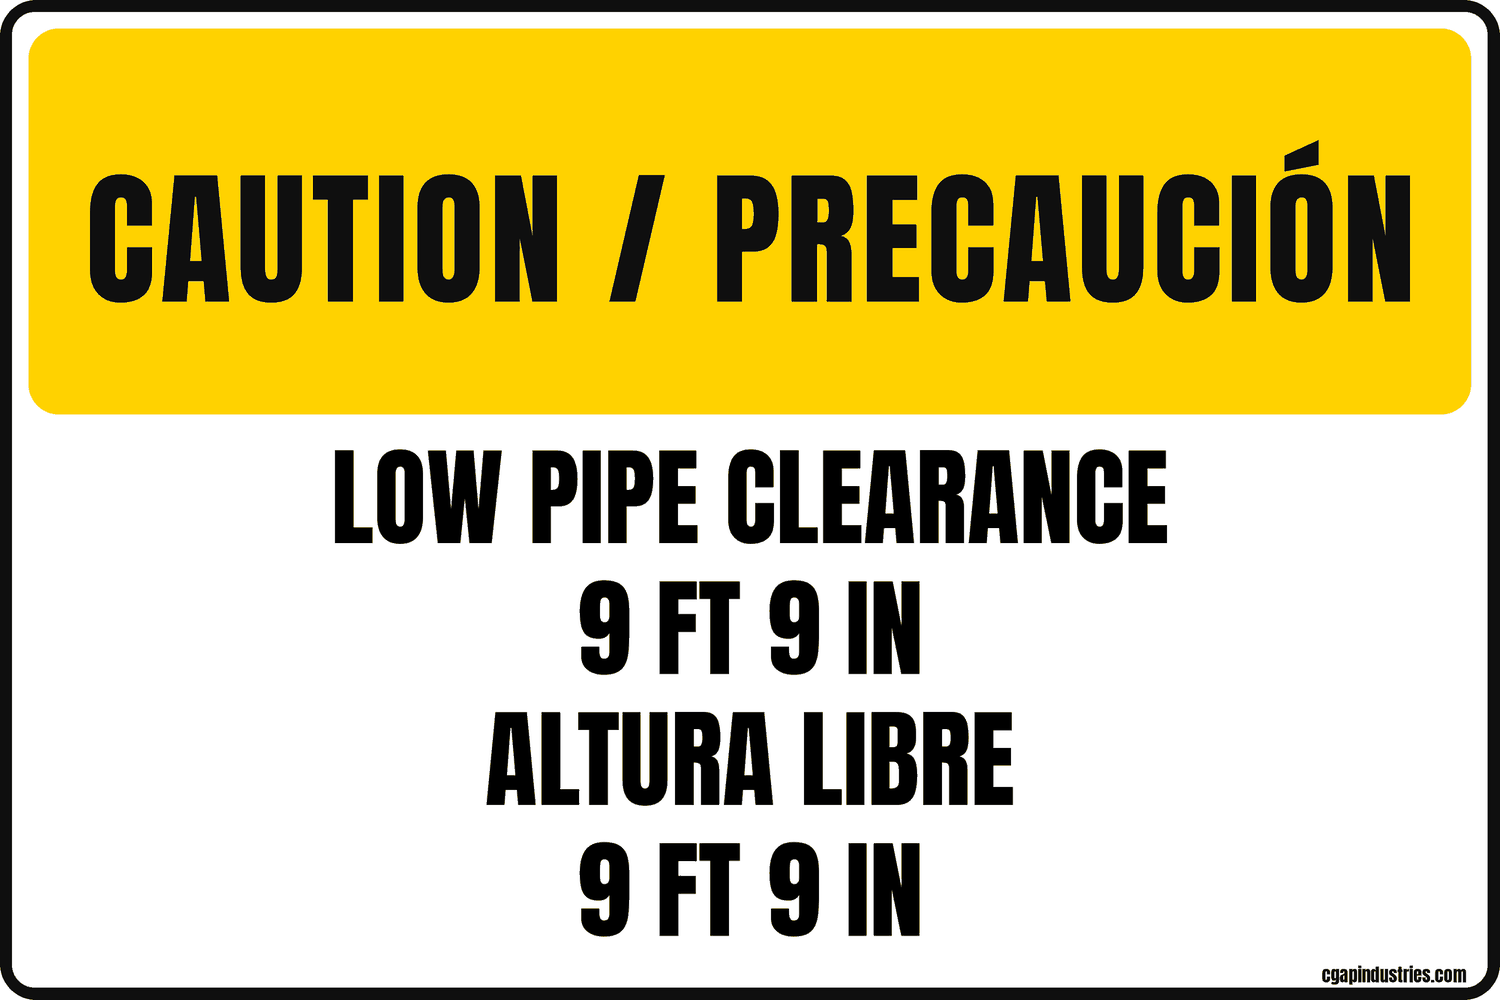 CAUTION / PRECAUCIÓN
LOW PIPE CLEARANCE
9 FT 9 IN
ALTURA LIBRE
9 FT 9 IN
cgapindustries.com